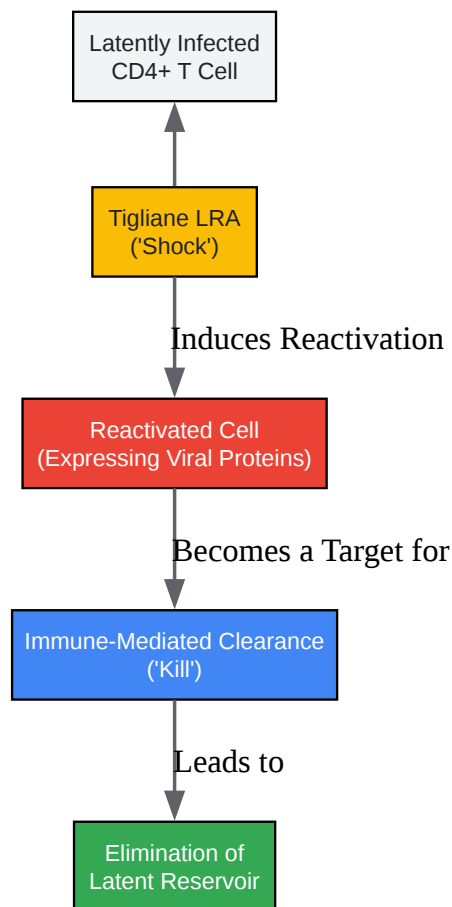 Latently Infected
CD4+ T Cell
Tigliane LRA
('Shock')
Induces Reactivation
Reactivated Cell
(Expressing Viral Proteins)
Becomes a Target for
Immune-Mediated Clearance
('Kill')
Leads to
Elimination of
Latent Reservoir